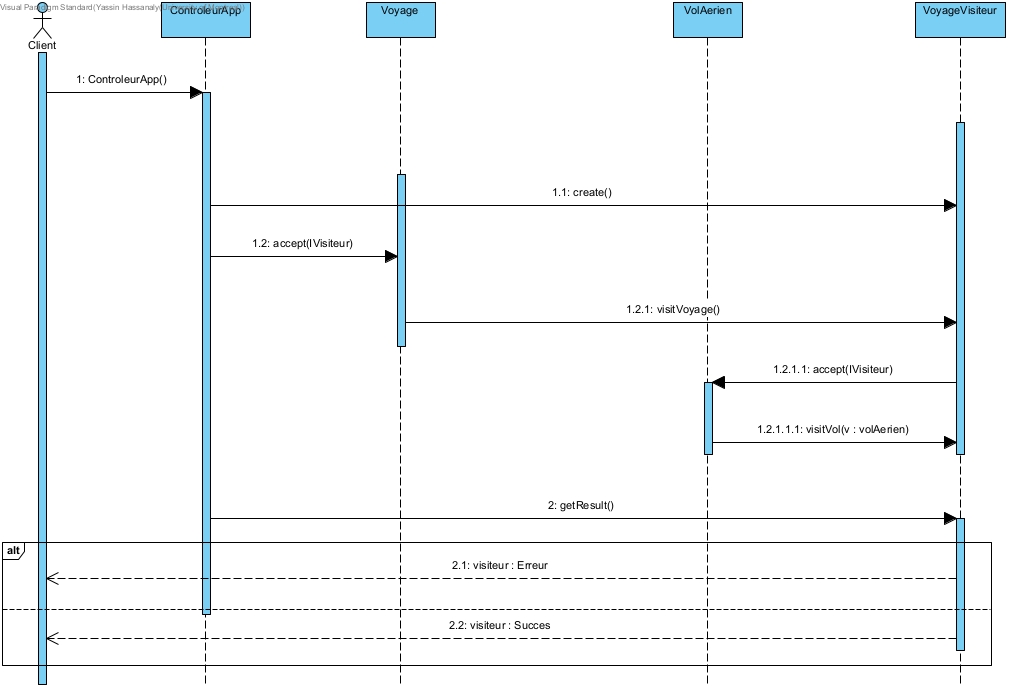 Visual Paradigm Standard(Yassin Hassanaly
ControleurApp
Voyage
VolAerien
VoyageVisiteur
Client
1: ControleurApp()
1.1: create()
1.2: accept(IVisiteur)
1.2.1: visitVoyage()
1.2.1.1: accept(IVisiteur)
1.2.1.1.1: visitVol(v : volAerien)
2: getResult()
alt
2.1: visiteur : Erreur
2.2: visiteur : Succes